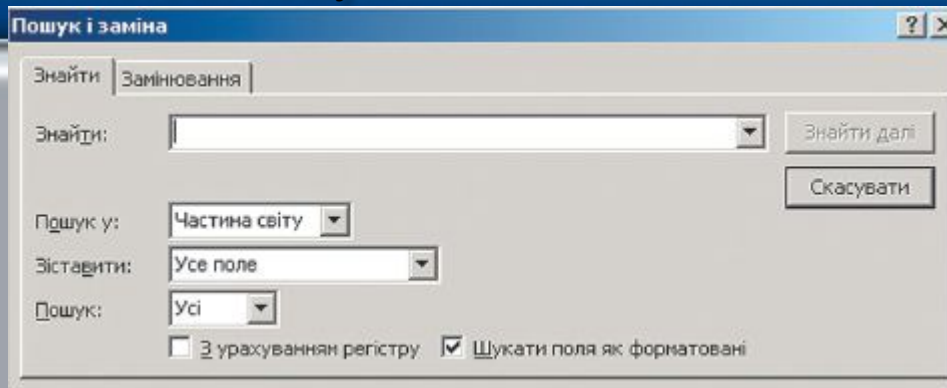 Пошук і заміна
Знайти Замінювання
Знайти:
Знайти далі
Скасувати
Пошук у: Частина світу
Зіставити: Усе поле
Пошук: Усі
З урахуванням регістру Шукати поля як форматовані